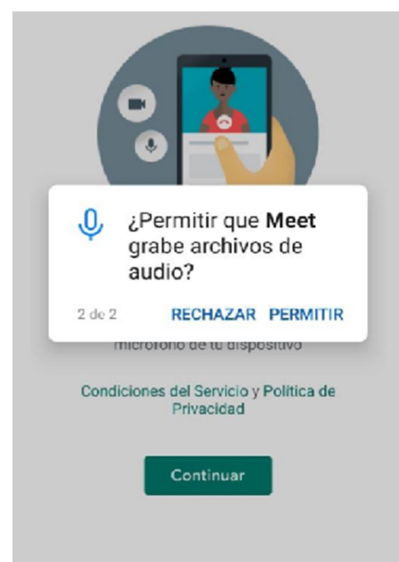 ¿Permitir que Meet
grabe archivos de
audio?
2 de 2 RECHAZAR PERMITIR
micrófono de tu dispositivo
Condiciones del Servicio y Política de
Privacidad
Continuar